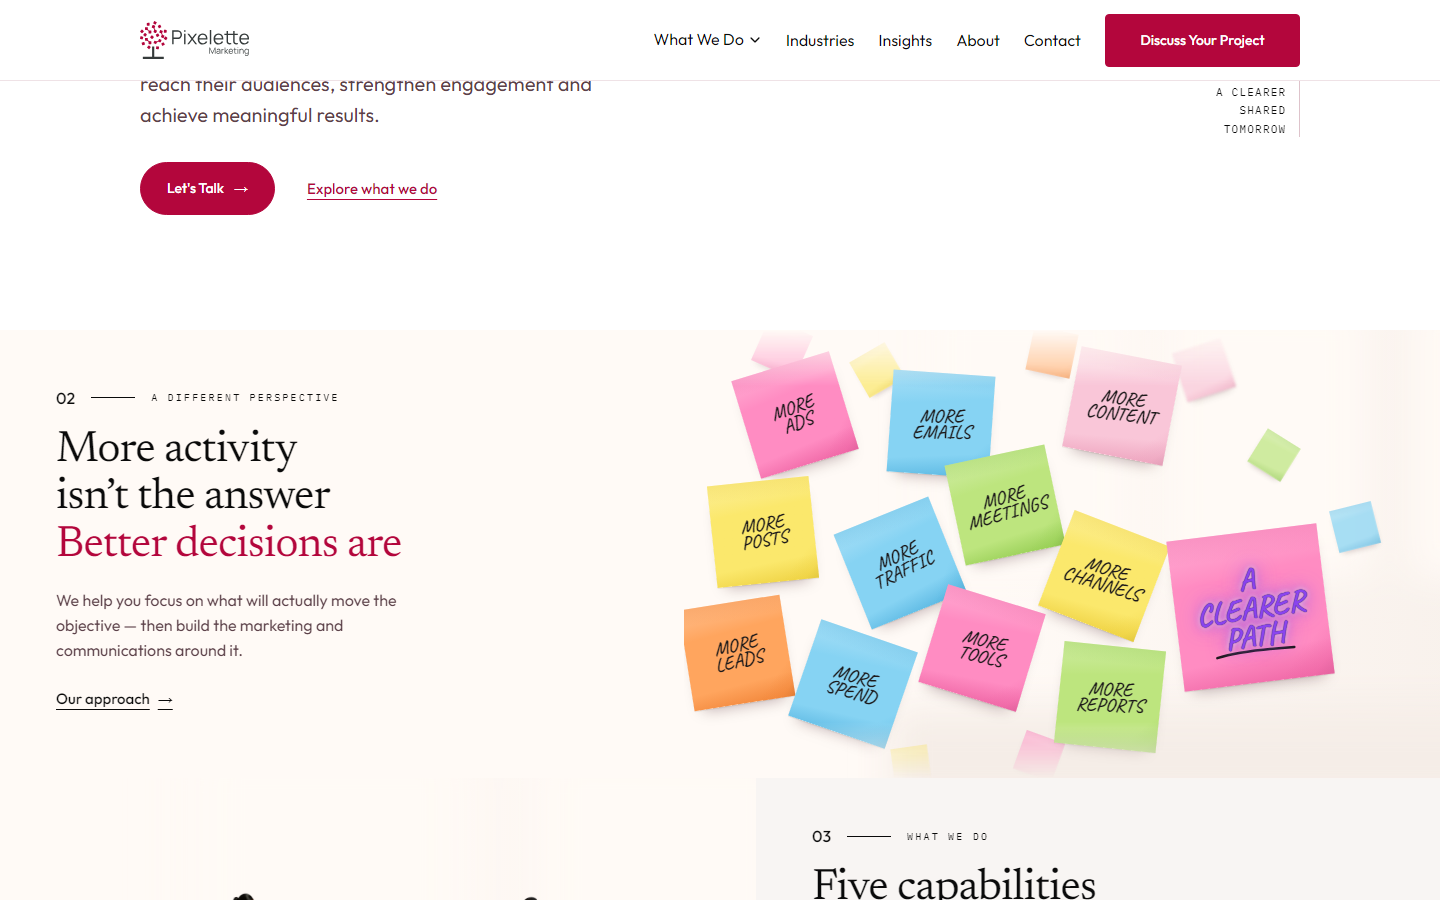 Pixelette
Marketing
What We Do
Industries
Insights
About
Contact
Discuss Your Project
reach their audiences, strengthen engagement and
achieve meaningful results.
A CLEARER
SHARED
TOMORROW
Let's Talk →
Explore what we do
02
A DIFFERENT PERSPECTIVE
More activity
isn’t the answer
Better decisions are
We help you focus on what will actually move the
objective — then build the marketing and
communications around it.
Our approach →
MORE
ADS
MORE
EMAILS
MORE
CONTENT
MORE
POSTS
MORE
TRAFFIC
MORE
MEETINGS
MORE
CHANNELS
A
CLEARER
PATH
MORE
LEADS
MORE
SPEND
MORE
TOOLS
MORE
REPORTS
03
WHAT WE DO
Five capabilities